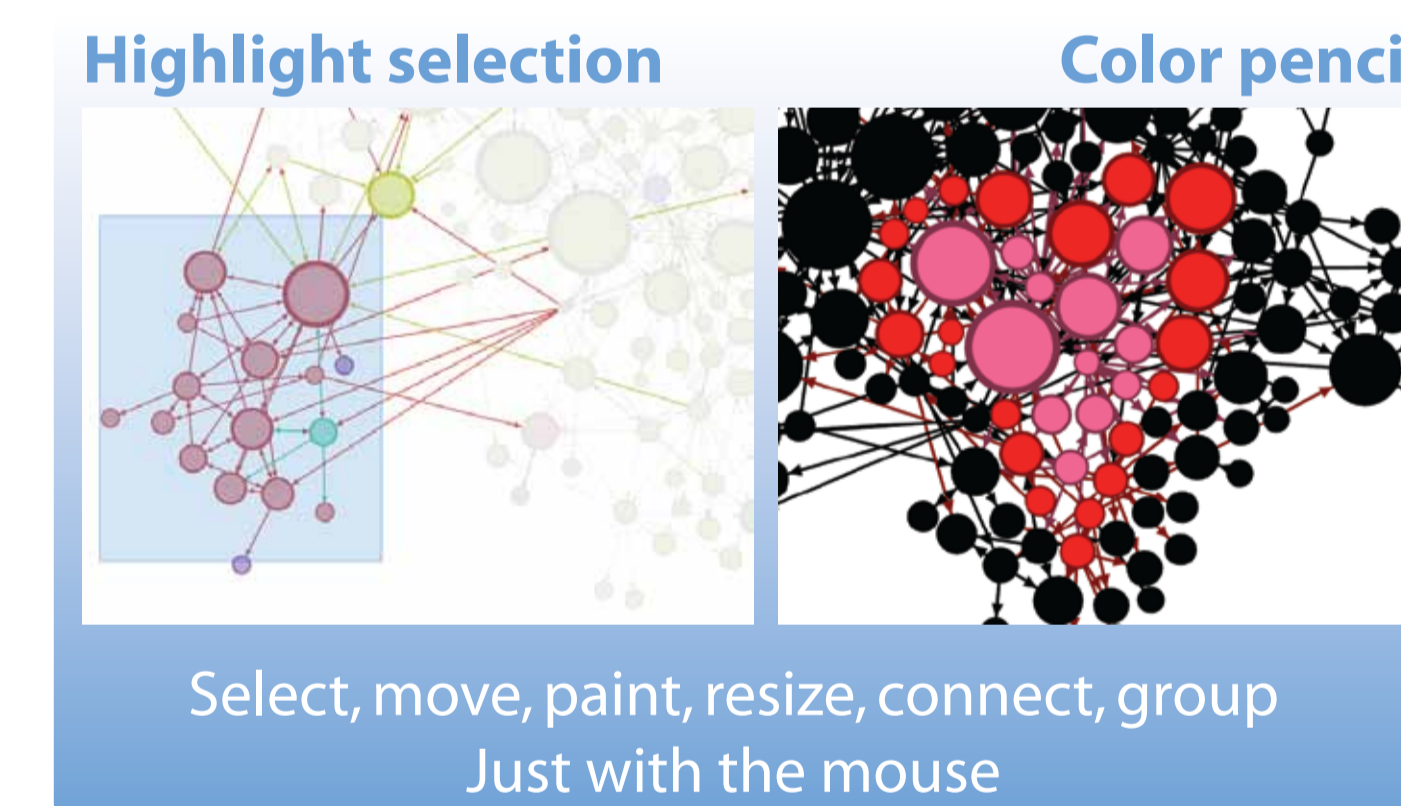 Highlight selection
Color penci
Select, move, paint, resize, connect, group
Just with the mouse